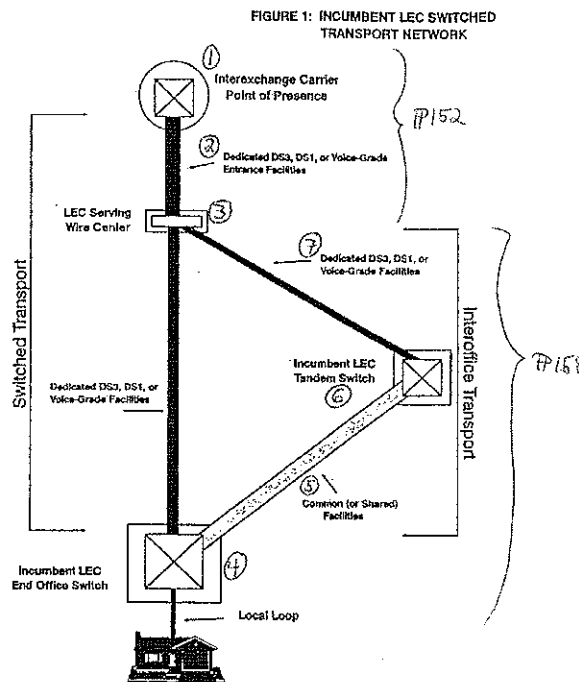 FIGURE 1: INCUMBENT LEC SWITCHED
TRANSPORT NETWORK
1
Interexchange Carrier
Point of Presence
₱152
2
Dedicated DS3, DS1, or Voice-Grade
Entrance Facilities
LEC Serving
Wire Center
3
7
Dedicated DS3, DS1, or
Voice-Grade Facilities
Switched Transport
Interoffice Transport
Incumbent LEC
Tandem Switch
6
Dedicated DS3, DS1, or
Voice-Grade Facilities
5
Common (or Shared)
Facilities
4
Incumbent LEC
End Office Switch
Local Loop